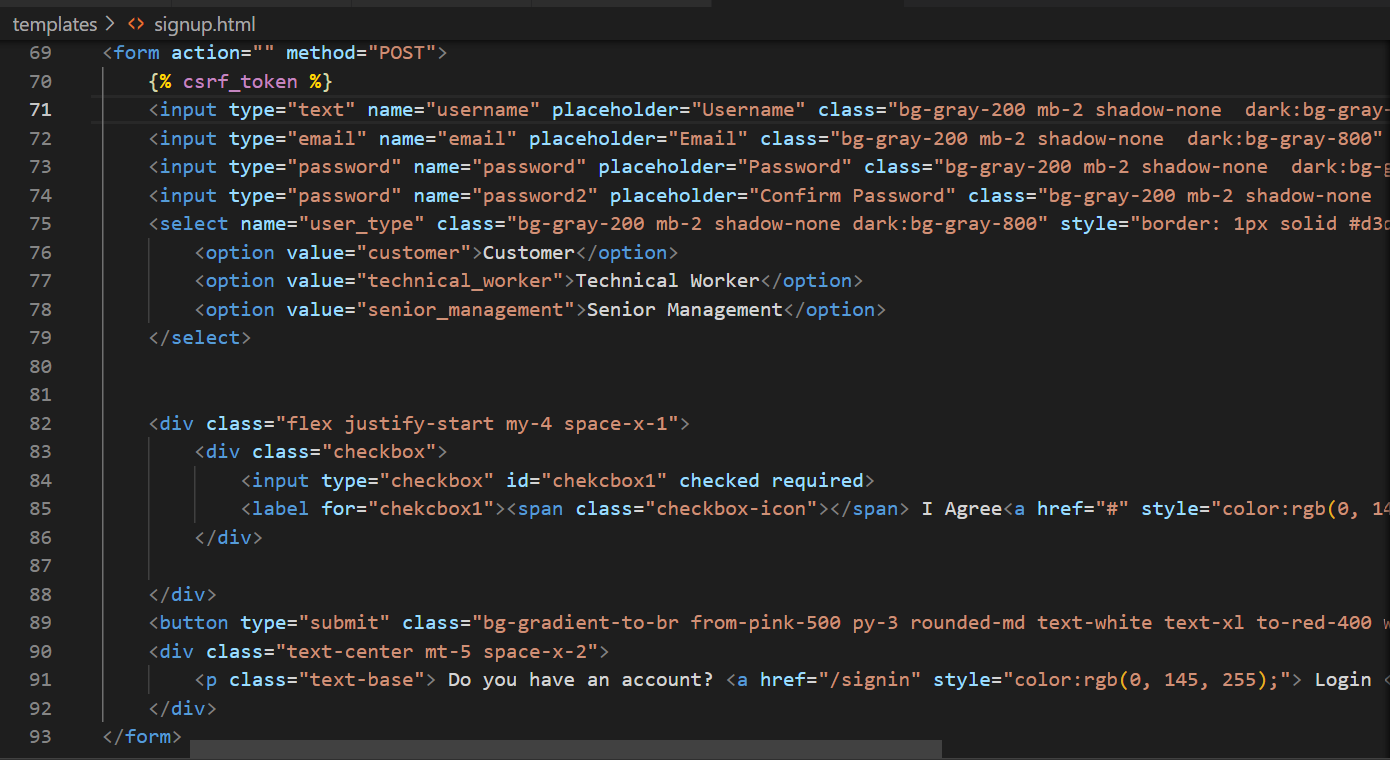 templates > <> signup.html
69 <form action="" method="POST">
70 {% csrf_token %}
71 <input type="text" name="username" placeholder="Username" class="bg-gray-200 mb-2 shadow-none  dark:bg-gray-
72 <input type="email" name="email" placeholder="Email" class="bg-gray-200 mb-2 shadow-none  dark:bg-gray-800"
73 <input type="password" name="password" placeholder="Password" class="bg-gray-200 mb-2 shadow-none  dark:bg-g
74 <input type="password" name="password2" placeholder="Confirm Password" class="bg-gray-200 mb-2 shadow-none
75 <select name="user_type" class="bg-gray-200 mb-2 shadow-none dark:bg-gray-800" style="border: 1px solid #d3d
76 <option value="customer">Customer</option>
77 <option value="technical_worker">Technical Worker</option>
78 <option value="senior_management">Senior Management</option>
79 </select>
80
81
82 <div class="flex justify-start my-4 space-x-1">
83 <div class="checkbox">
84 <input type="checkbox" id="chekcbox1" checked required>
85 <label for="chekcbox1"><span class="checkbox-icon"></span> I Agree<a href="#" style="color:rgb(0, 14
86 </div>
87
88 </div>
89 <button type="submit" class="bg-gradient-to-br from-pink-500 py-3 rounded-md text-white text-xl to-red-400 w
90 <div class="text-center mt-5 space-x-2">
91 <p class="text-base"> Do you have an account? <a href="/signin" style="color:rgb(0, 145, 255);"> Login <
92 </div>
93 </form>